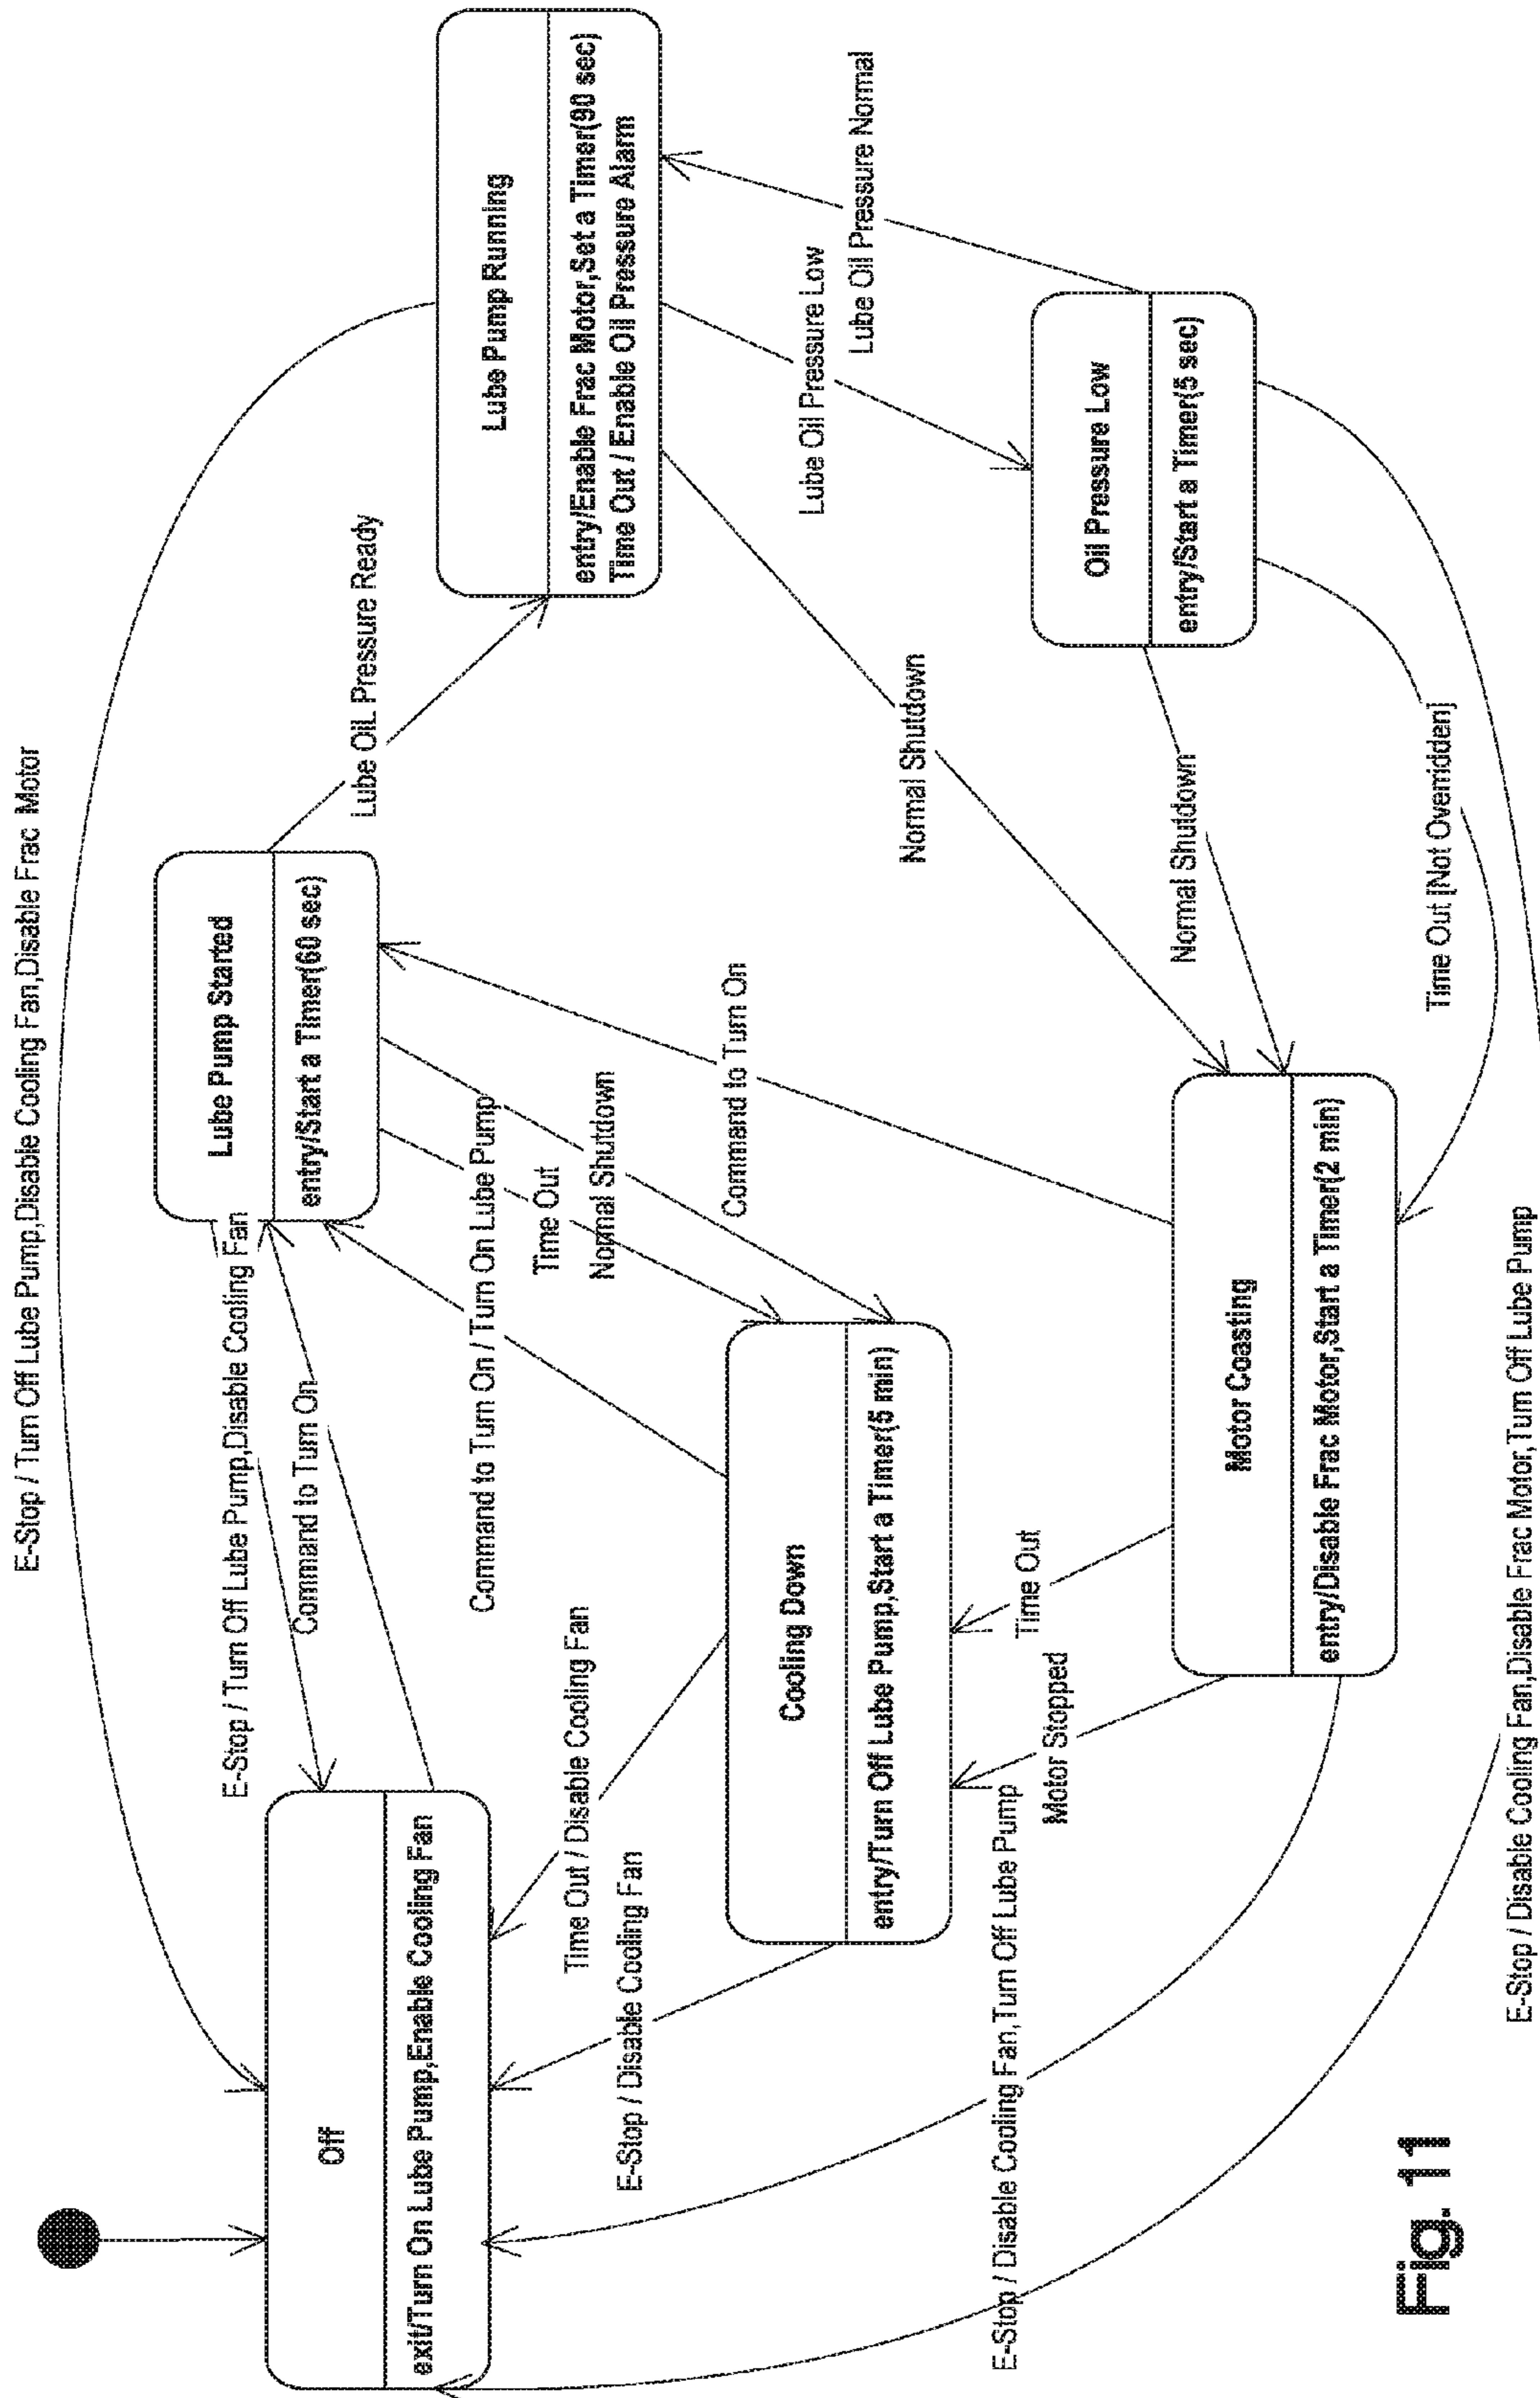 E-Stop / Turn Off Lube Pump,Disable Cooling Fan,Disable Frac Motor
Off
exit/Turn On Lube Pump,Enable Cooling Fan
E-Stop / Turn Off Lube Pump,Disable Cooling Fan
Command to Turn On
Lube Pump Started
entry/Start a Timer(60 sec)
Lube OiL Pressure Ready
Lube Pump Running
entry/Enable Frac Motor,Set a Timer(90 sec)
Time Out / Enable Oil Pressure Alarm
Command to Turn On / Turn On Lube Pump
Time Out
Normal Shutdown
Time Out / Disable Cooling Fan
E-Stop / Disable Cooling Fan
Cooling Down
entry/Turn Off Lube Pump,Start a Timer(5 min)
Command to Turn On
Normal Shutdown
Lube Oil Pressure Low
Lube Oil Pressure Normal
Oil Pressure Low
entry/Start a Timer(5 sec)
E-Stop / Disable Cooling Fan,Turn Off Lube Pump
Motor Stopped
Time Out
Motor Coasting
entry/Disable Frac Motor,Start a Timer(2 min)
Normal Shutdown
Time Out [Not Overridden]
E-Stop / Disable Cooling Fan,Disable Frac Motor,Turn Off Lube Pump
Fig. 11